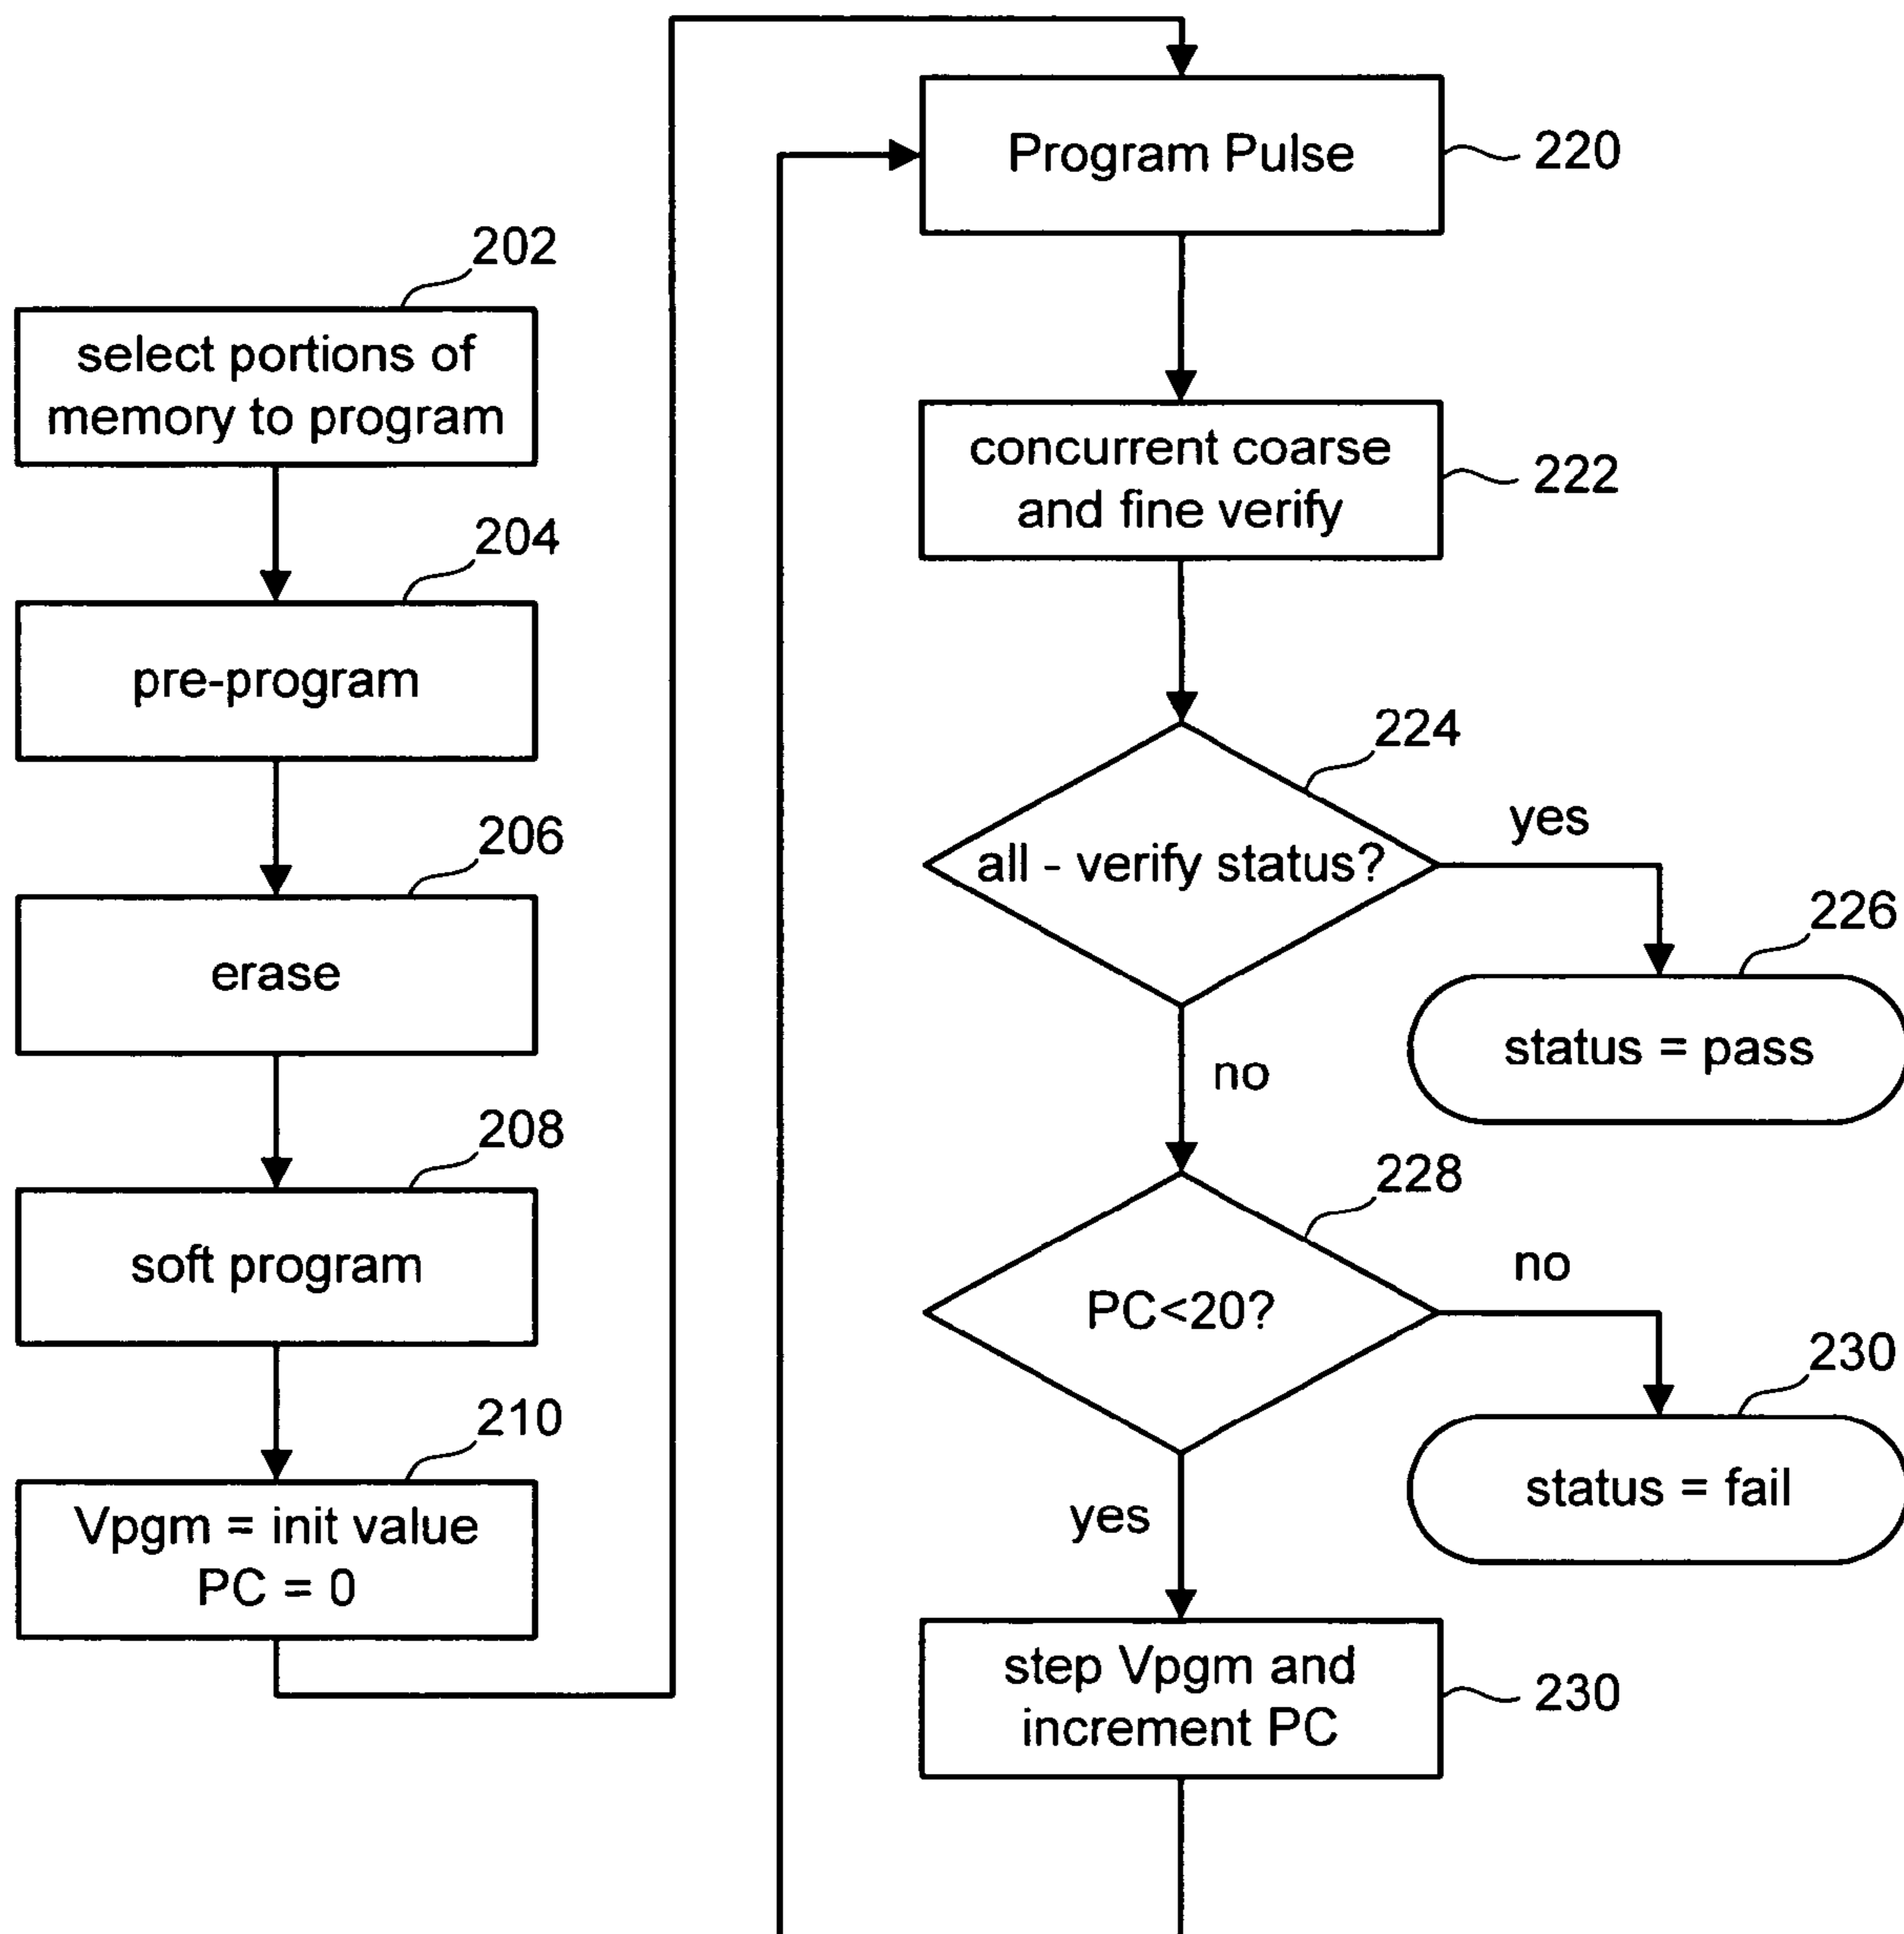 202
select portions of
memory to program
204
pre-program
206
erase
208
soft program
210
Vpgm = init value
PC = 0
Program Pulse
220
concurrent coarse
and fine verify
222
224
all - verify status?
yes
226
status = pass
no
228
PC<20?
no
230
status = fail
yes
step Vpgm and
increment PC
230